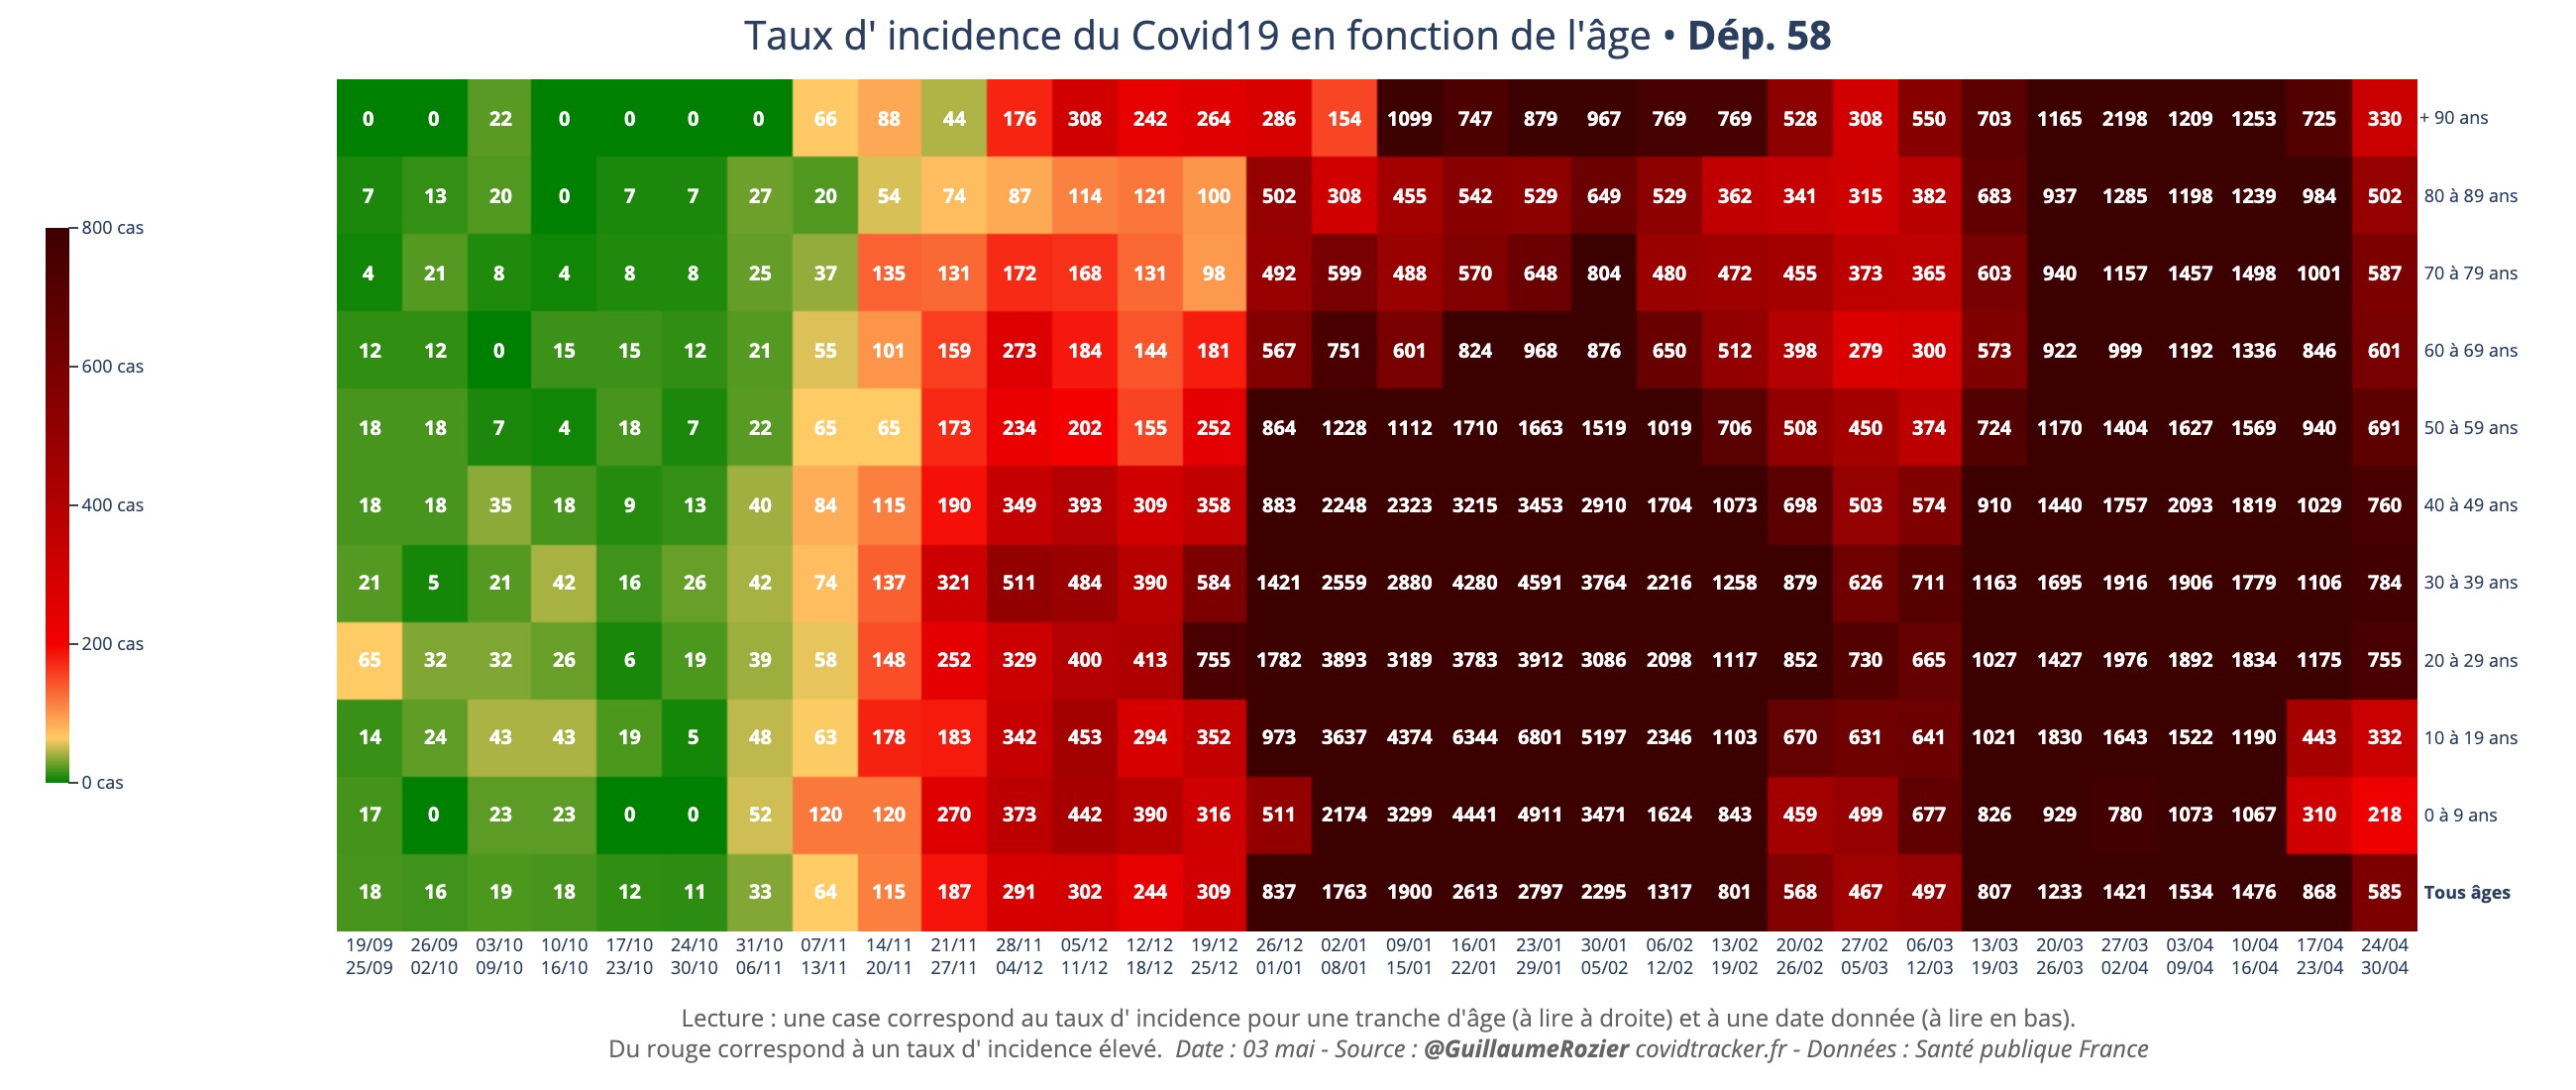 Taux d' incidence du Covid19 en fonction de l'âge • Dép. 58
0 0 22 0 0 0 0 66 88 44 176 308 242 264 286 154 1099 747 879 967 769 769 528 308 550 703 1165 2198 1209 1253 725 330 + 90 ans
7 13 20 0 7 7 27 20 54 74 87 114 121 100 502 308 455 542 529 649 529 362 341 315 382 683 937 1285 1198 1239 984 502 80 à 89 ans
800 cas
4 21 8 4 8 8 25 37 135 131 172 168 131 98 492 599 488 570 648 804 480 472 455 373 365 603 940 1157 1457 1498 1001 587 70 à 79 ans
12 12 0 15 15 12 21 55 101 159 273 184 144 181 567 751 601 824 968 876 650 512 398 279 300 573 922 999 1192 1336 846 601 60 à 69 ans
600 cas
18 18 7 4 18 7 22 65 65 173 234 202 155 252 864 1228 1112 1710 1663 1519 1019 706 508 450 374 724 1170 1404 1627 1569 940 691 50 à 59 ans
400 cas
18 18 35 18 9 13 40 84 115 190 349 393 309 358 883 2248 2323 3215 3453 2910 1704 1073 698 503 574 910 1440 1757 2093 1819 1029 760 40 à 49 ans
21 5 21 42 16 26 42 74 137 321 511 484 390 584 1421 2559 2880 4280 4591 3764 2216 1258 879 626 711 1163 1695 1916 1906 1779 1106 784 30 à 39 ans
200 cas
65 32 32 26 6 19 39 58 148 252 329 400 413 755 1782 3893 3189 3783 3912 3086 2098 1117 852 730 665 1027 1427 1976 1892 1834 1175 755 20 à 29 ans
14 24 43 43 19 5 48 63 178 183 342 453 294 352 973 3637 4374 6344 6801 5197 2346 1103 670 631 641 1021 1830 1643 1522 1190 443 332 10 à 19 ans
0 cas
17 0 23 23 0 0 52 120 120 270 373 442 390 316 511 2174 3299 4441 4911 3471 1624 843 459 499 677 826 929 780 1073 1067 310 218 0 à 9 ans
18 16 19 18 12 11 33 64 115 187 291 302 244 309 837 1763 1900 2613 2797 2295 1317 801 568 467 497 807 1233 1421 1534 1476 868 585 Tous âges
19/09 26/09 03/10 10/10 17/10 24/10 31/10 07/11 14/11 21/11 28/11 05/12 12/12 19/12 26/12 02/01 09/01 16/01 23/01 30/01 06/02 13/02 20/02 27/02 06/03 13/03 20/03 27/03 03/04 10/04 17/04 24/04
25/09 02/10 09/10 16/10 23/10 30/10 06/11 13/11 20/11 27/11 04/12 11/12 18/12 25/12 01/01 08/01 15/01 22/01 29/01 05/02 12/02 19/02 26/02 05/03 12/03 19/03 26/03 02/04 09/04 16/04 23/04 30/04
Lecture : une case correspond au taux d' incidence pour une tranche d'âge (à lire à droite) et à une date donnée (à lire en bas).
Du rouge correspond à un taux d' incidence élevé. Date : 03 mai - Source : @GuillaumeRozier covidtracker.fr - Données : Santé publique France